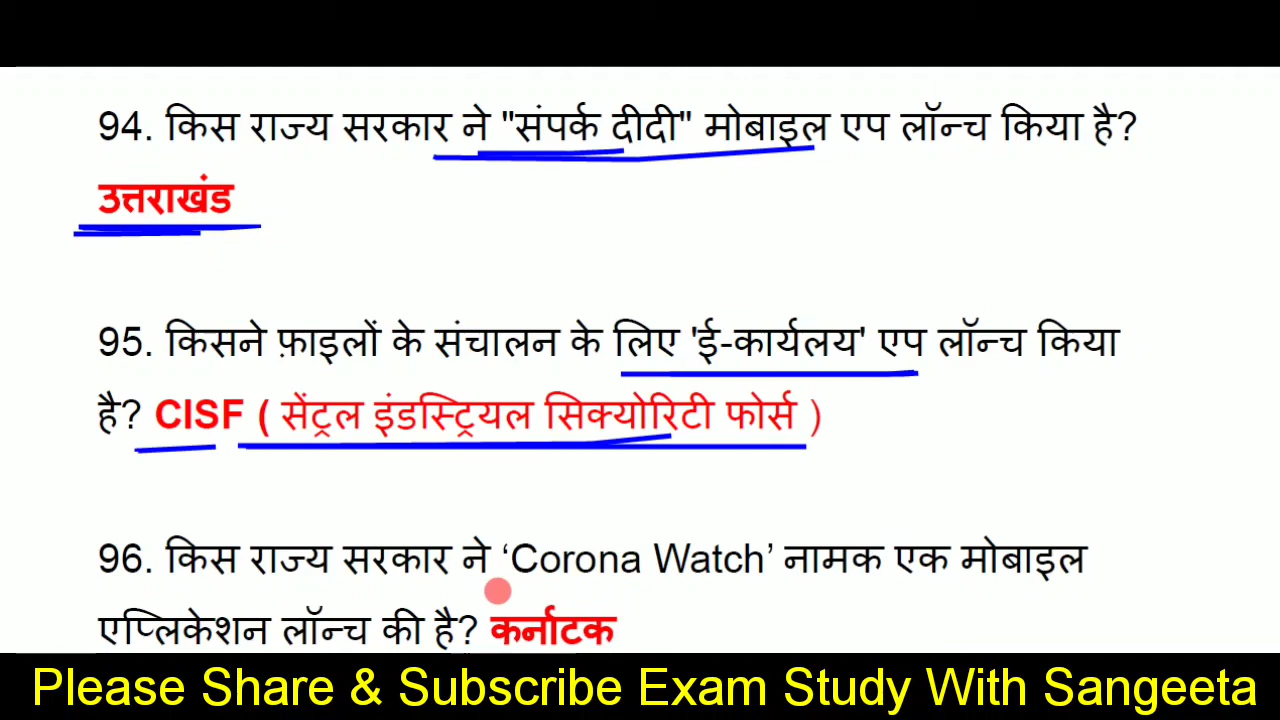 94. किस राज्य सरकार ने "संपर्क दीदी" मोबाइल एप लॉन्च किया है?
उत्तराखंड
95. किसने फ़ाइलों के संचालन के लिए 'ई-कार्यलय' एप लॉन्च किया
है? CISF ( सेंट्रल इंडस्ट्रियल सिक्योरिटी फोर्स )
96. किस राज्य सरकार ने ‘Corona Watch’ नामक एक मोबाइल
एप्लिकेशन लॉन्च की है? कर्नाटक
Please Share & Subscribe Exam Study With Sangeeta